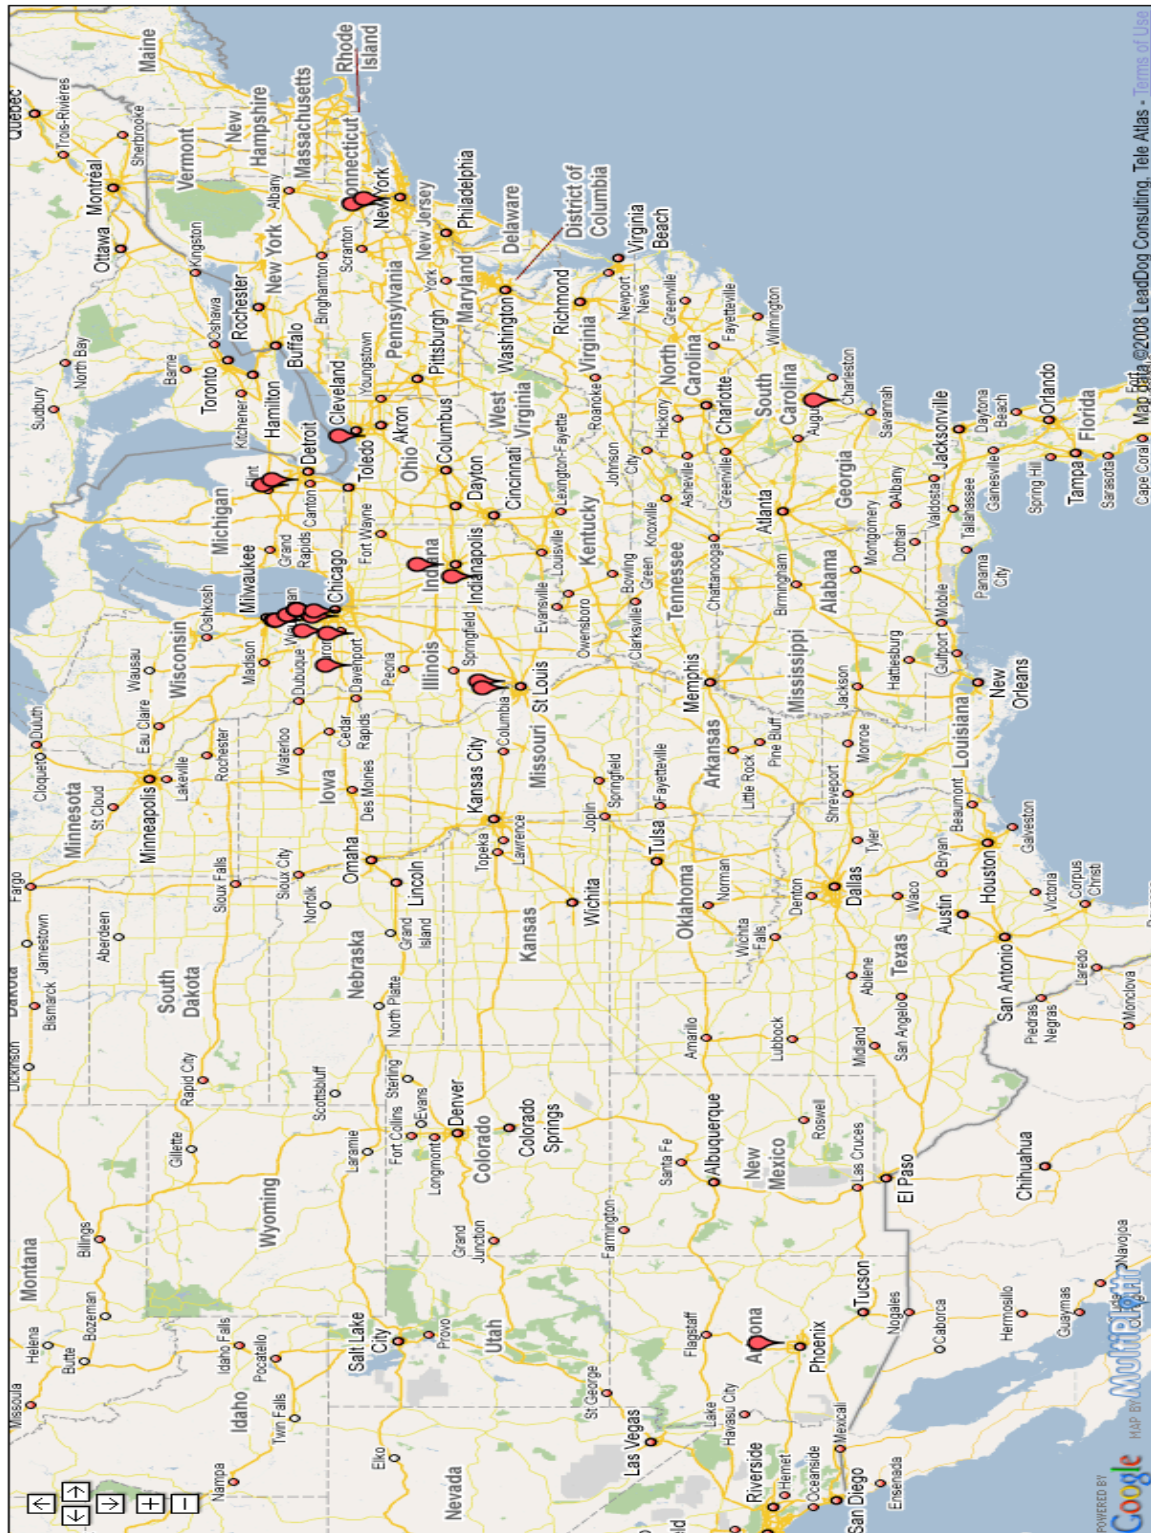 Missoula
Helena
Butte
Montana
Bozeman
Billings
Dickinson
Bismarck
Jamestown
Fargo
Aberdeen
Minnesota
St Cloud
Cloquet
Duluth
Minneapolis
Lakeville
Eau Claire
Wausau
Sudbury
North Bay
Ottawa
Montréal
Trois-Rivières
Québec
Sherbrooke
Maine
Nampa
Idaho
Twin Falls
Pocatello
Idaho Falls
Gillette
Rapid City
South
Dakota
Sioux Falls
Rochester
Wisconsin
Oshkosh
Madison
Milwaukee
Michigan
Grand
Rapids
Canton
Detroit
Kitchener
Hamilton
Toronto
Barrie
Oshawa
Rochester
Buffalo
Kingston
New York
Albany
Vermont
New
Hampshire
Massachusetts
Rhode
Island
Elko
Salt Lake
City
Provo
Wyoming
Laramie
Scottsbluff
Nebraska
North Platte
Grand
Island
Norfolk
Sioux City
Omaha
Lincoln
Iowa
Des Moines
Waterloo
Cedar
Rapids
Dubuque
Davenport
Peoria
Chicago
Fort Wayne
Toledo
Cleveland
Akron
Youngstown
Pennsylvania
Pittsburgh
Binghamton
Scranton
New York
New Jersey
Philadelphia
York
Nevada
Utah
St George
Grand
Junction
Fort Collins
Longmont
Evans
Sterling
Denver
Colorado
Colorado
Springs
Kansas
Wichita
Topeka
Lawrence
Kansas City
Columbia
Missouri
St Louis
Illinois
Springfield
Indiana
Indianapolis
Ohio
Dayton
Columbus
Cincinnati
West
Virginia
Maryland
Washington
Delaware
District of
Columbia
Las Vegas
Farmington
Tulsa
Joplin
Springfield
Fayetteville
Evansville
Owensboro
Louisville
Lexington-Fayette
Kentucky
Bowling
Green
Clarksville
Johnson
City
Roanoke
Virginia
Richmond
Newport
News
Virginia
Beach
Lake
Havasu City
Flagstaff
Santa Fe
Albuquerque
New
Mexico
Amarillo
Lubbock
Oklahoma
Norman
Wichita
Falls
Arkansas
Little Rock
Pine Bluff
Memphis
Tennessee
Chattanooga
Knoxville
Asheville
Hickory
Greenville
Charlotte
North
Carolina
Fayetteville
Greenville
Wilmington
Riverside
Hemet
Oceanside
San Diego
Mexicali
Ensenada
Phoenix
Tucson
Nogales
Las Cruces
Roswell
El Paso
Midland
Abilene
San Angelo
Texas
Denton
Dallas
Waco
Tyler
Shreveport
Monroe
Mississippi
Jackson
Hattiesburg
Birmingham
Alabama
Montgomery
Atlanta
Georgia
South
Carolina
Charleston
Savannah
Caborca
Hermosillo
Guaymas
Navojoa
Chihuahua
Piedras
Negras
Monclova
Laredo
San Antonio
Austin
Bryan
Houston
Victoria
Corpus
Christi
Galveston
Beaumont
Louisiana
New
Orleans
Gulfport
Mobile
Dothan
Albany
Panama
City
Tallahassee
Valdosta
Jacksonville
Gainesville
Daytona
Beach
Spring Hill
Tampa
Orlando
Florida
Sarasota
Cape Coral
POWERED BY
Google
MAP BY MultiPlottr
Map data ©2008 LeadDog Consulting, Tele Atlas - Terms of Use